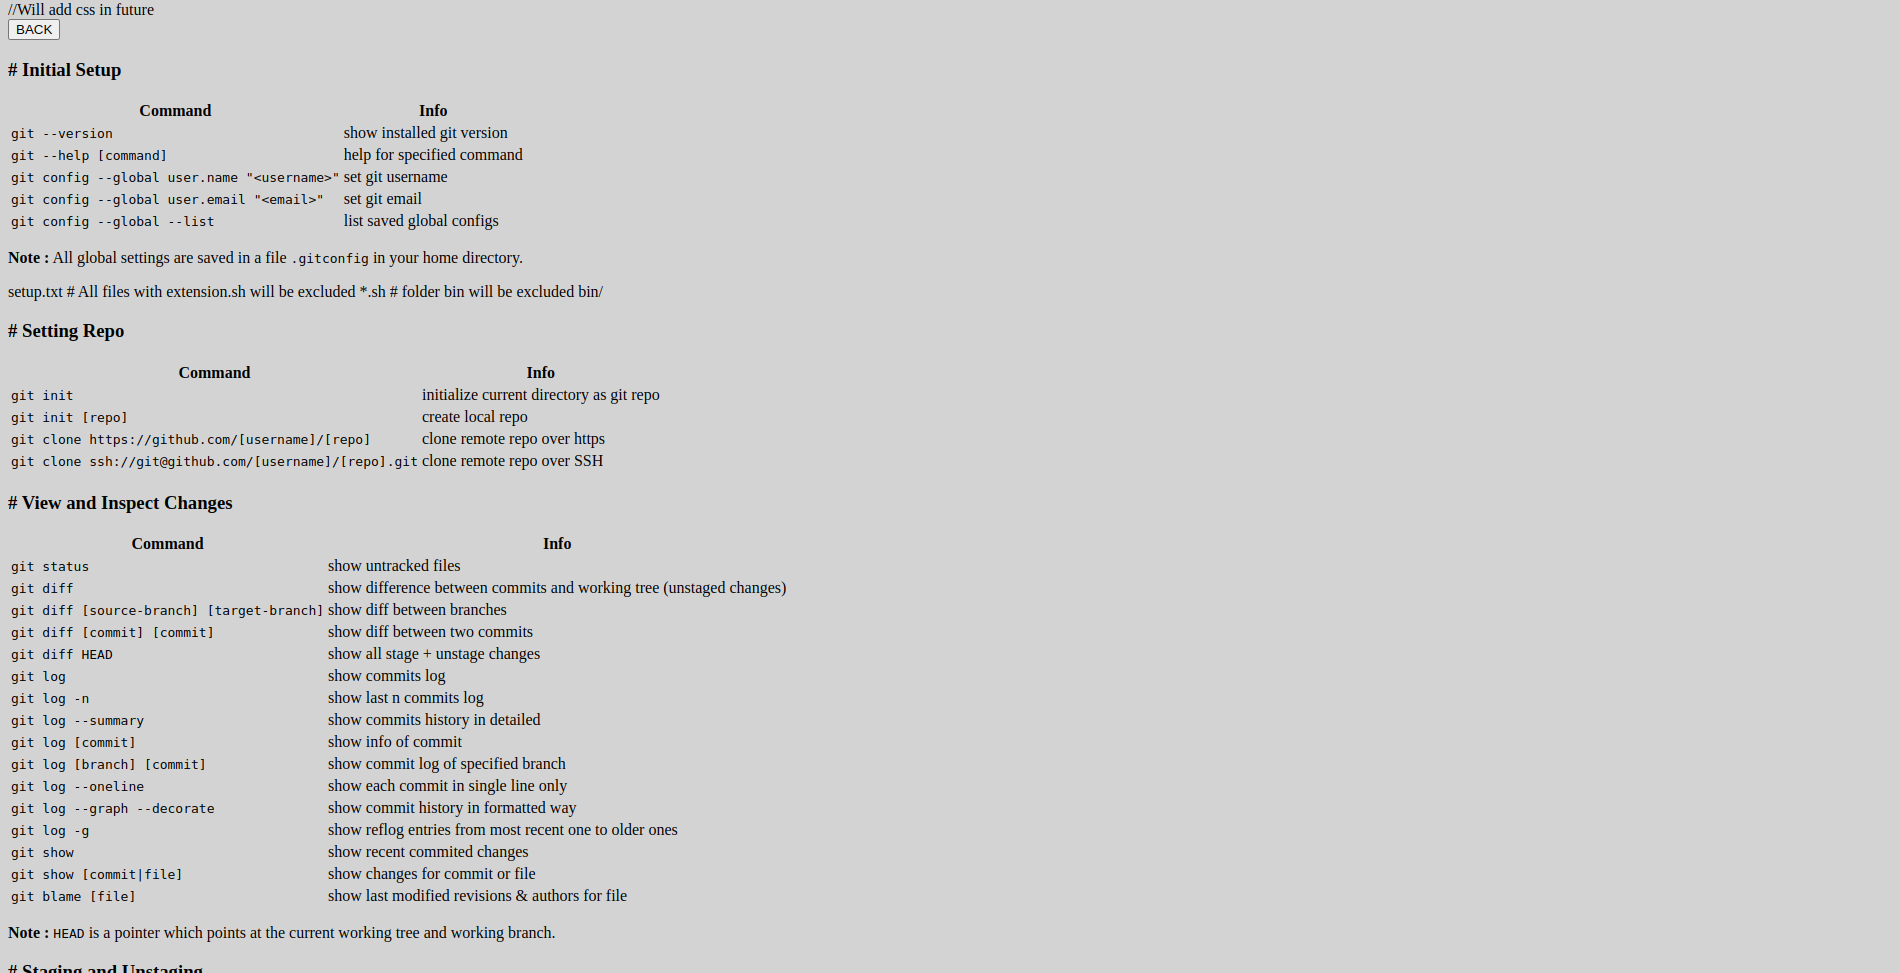 //Will add css in future
BACK
# Initial Setup
Command Info
git --version show installed git version
git --help [command] help for specified command
git config --global user.name "<username>" set git username
git config --global user.email "<email>" set git email
git config --global --list list saved global configs
Note : All global settings are saved in a file .gitconfig in your home directory.
setup.txt # All files with extension.sh will be excluded *.sh # folder bin will be excluded bin/
# Setting Repo
Command Info
git init initialize current directory as git repo
git init [repo] create local repo
git clone https://github.com/[username]/[repo] clone remote repo over https
git clone ssh://git@github.com/[username]/[repo].git clone remote repo over SSH
# View and Inspect Changes
Command Info
git status show untracked files
git diff show difference between commits and working tree (unstaged changes)
git diff [source-branch] [target-branch] show diff between branches
git diff [commit] [commit] show diff between two commits
git diff HEAD show all stage + unstage changes
git log show commits log
git log -n show last n commits log
git log --summary show commits history in detailed
git log [commit] show info of commit
git log [branch] [commit] show commit log of specified branch
git log --oneline show each commit in single line only
git log --graph --decorate show commit history in formatted way
git log -g show reflog entries from most recent one to older ones
git show show recent commited changes
git show [commit|file] show changes for commit or file
git blame [file] show last modified revisions & authors for file
Note : HEAD is a pointer which points at the current working tree and working branch.
# Staging and Unstaging